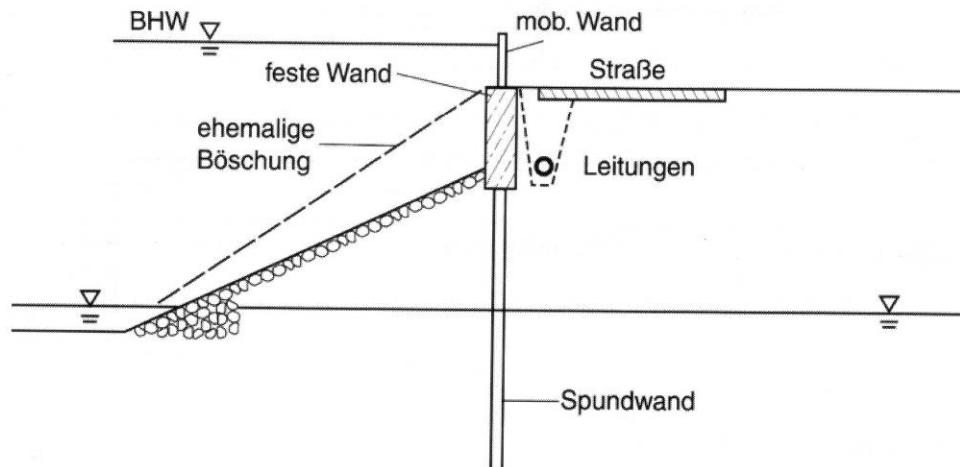 BHW
mob. Wand
feste Wand
Straße
ehemalige
Böschung
Leitungen
Spundwand